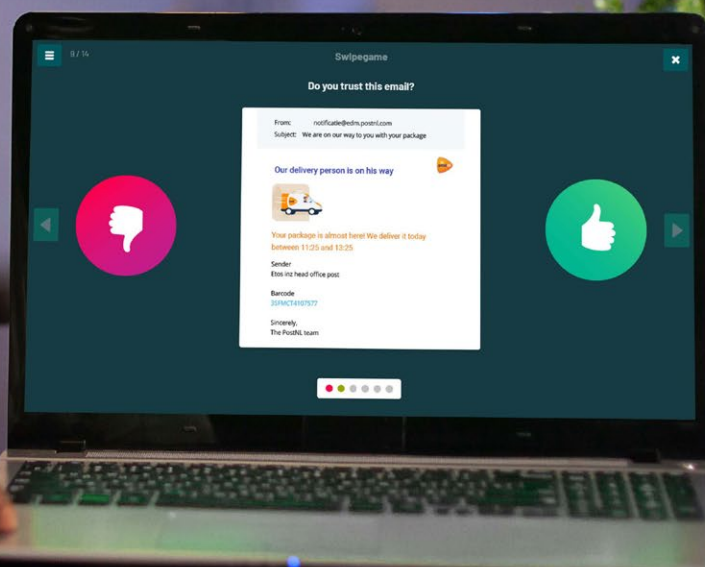 9 / 14
Swipegame
Do you trust this email?
From: notificatie@edm.postnl.com
Subject: We are on our way to you with your package
Our delivery person is on his way
Your package is almost here! We deliver it today
between 11:25 and 13:25
Sender
Etos inz head office post
Barcode
Sincerely,
The PostNL team